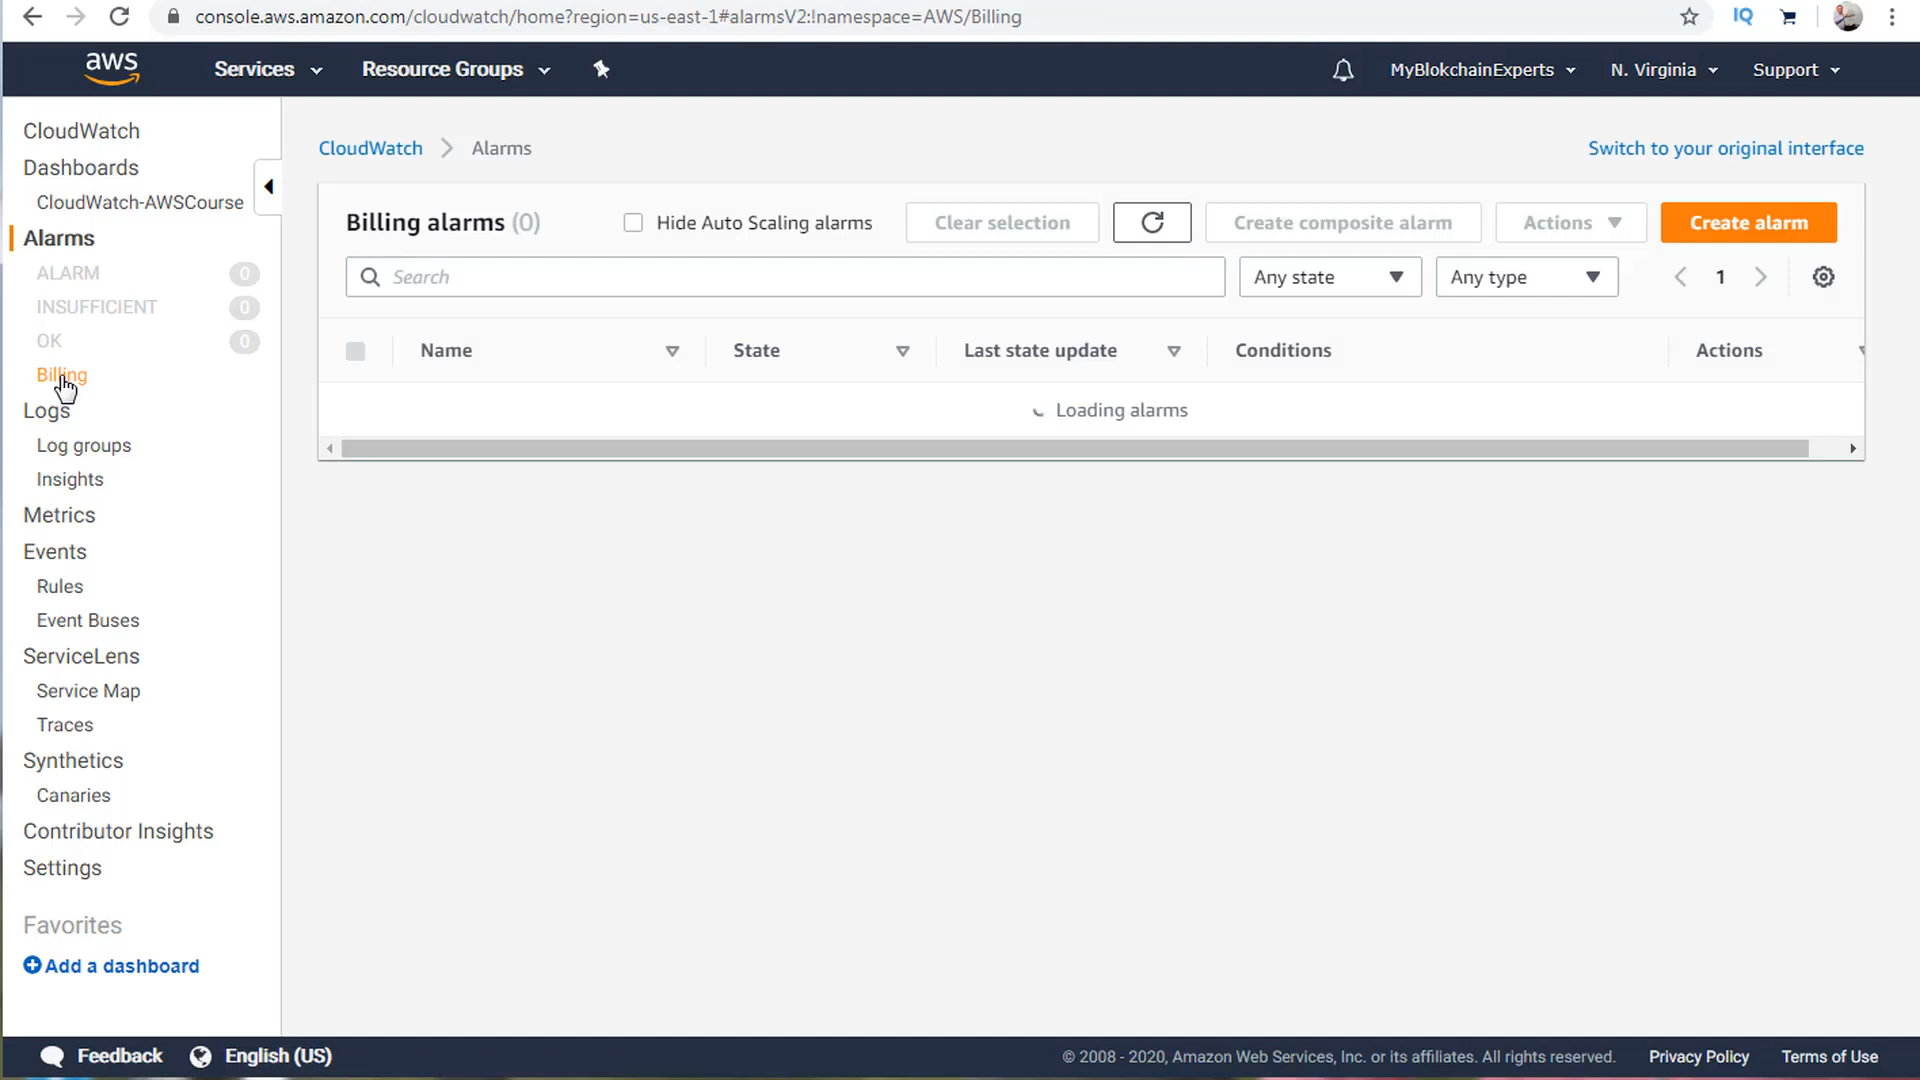 console.aws.amazon.com/cloudwatch/home?region=us-east-1#alarmsV2:!namespace=AWS/Billing
IQ
aws
Services
Resource Groups
MyBlokchainExperts
N. Virginia
Support
CloudWatch
Dashboards
CloudWatch-AWSCourse
Alarms
ALARM 0
INSUFFICIENT 0
OK 0
Billing
Logs
Log groups
Insights
Metrics
Events
Rules
Event Buses
ServiceLens
Service Map
Traces
Synthetics
Canaries
Contributor Insights
Settings
Favorites
Add a dashboard
CloudWatch Alarms
Switch to your original interface
Billing alarms (0)
Hide Auto Scaling alarms
Clear selection
Create composite alarm
Actions
Create alarm
Search
Any state
Any type
1
Name State Last state update Conditions Actions
Loading alarms
Feedback
English (US)
© 2008 - 2020, Amazon Web Services, Inc. or its affiliates. All rights reserved.
Privacy Policy
Terms of Use